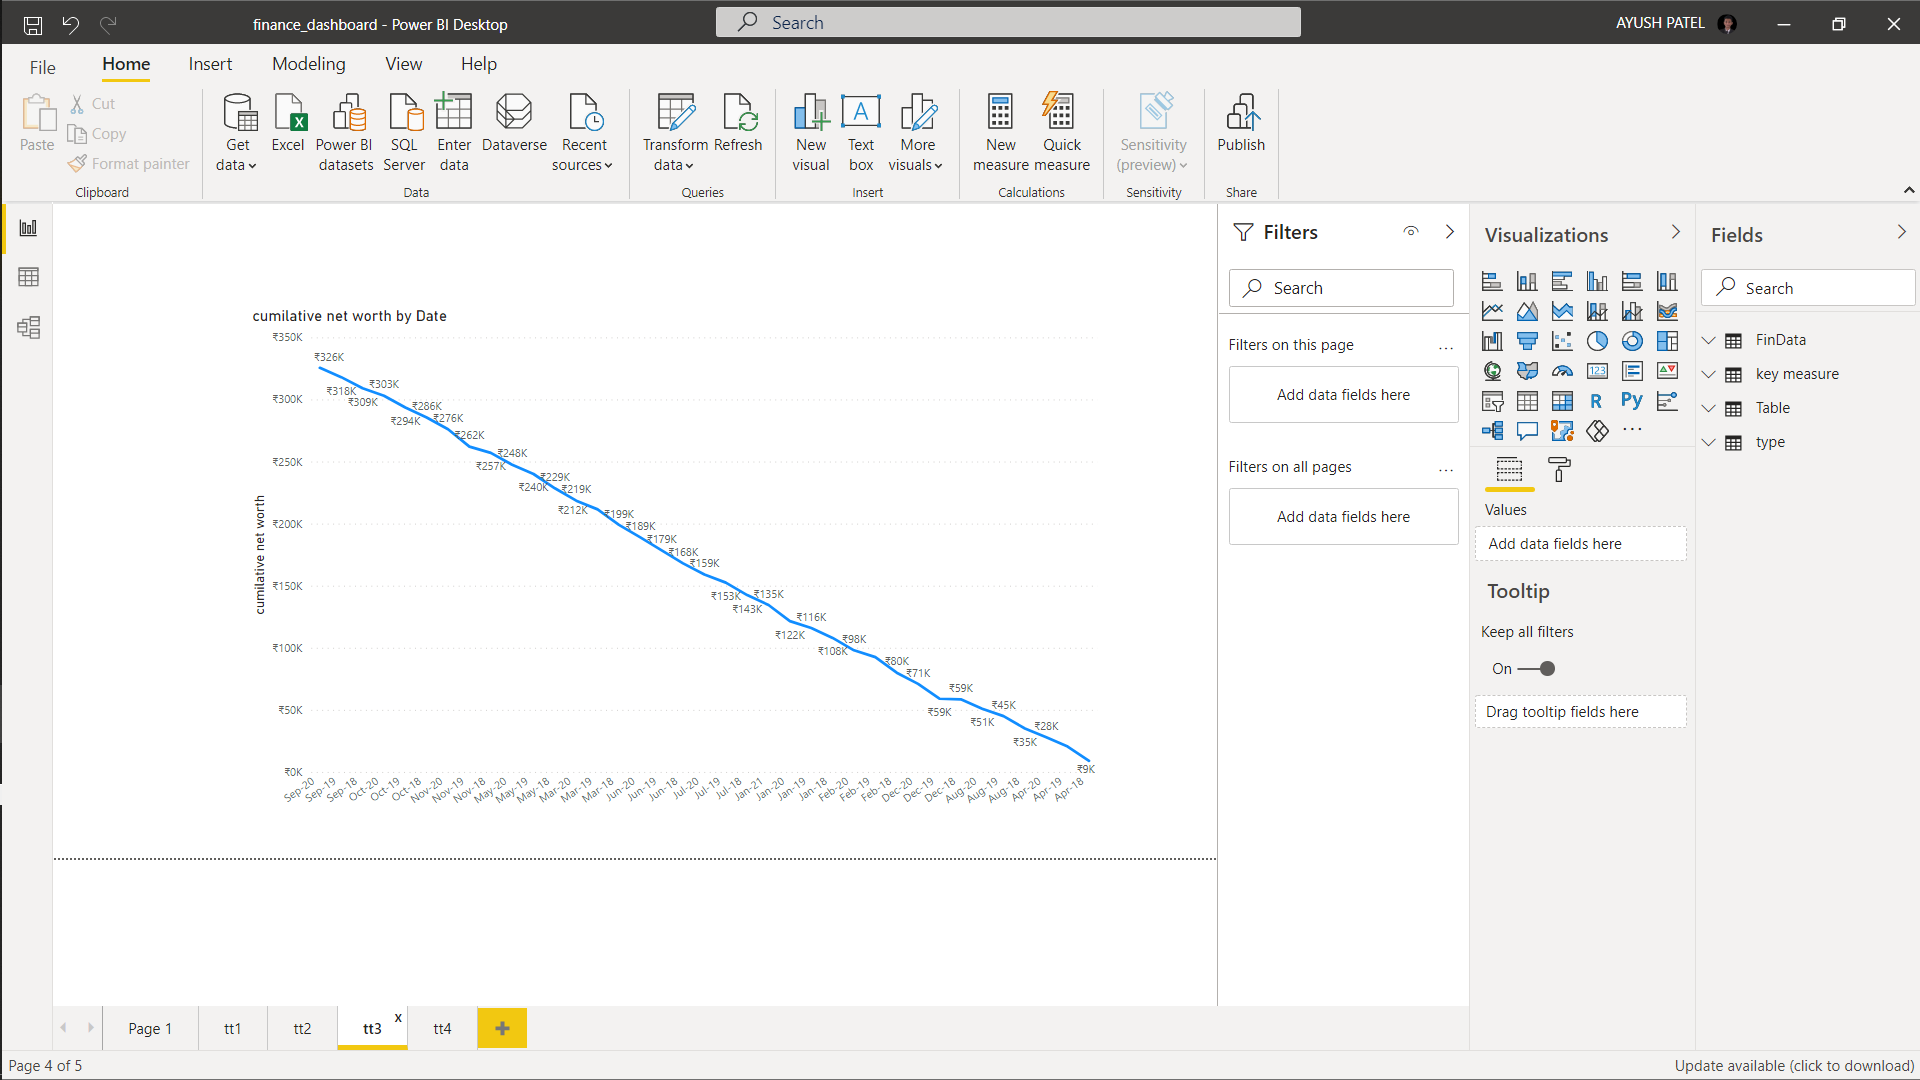 finance_dashboard - Power BI Desktop
Search
AYUSH PATEL
File
Home
Insert
Modeling
View
Help
Paste
Cut
Copy
Format painter
Clipboard
Get data
Excel
Power BI datasets
SQL Server
Enter data
Dataverse
Recent sources
Data
Transform data
Refresh
Queries
New visual
Text box
More visuals
Insert
New measure
Quick measure
Calculations
Sensitivity (preview)
Sensitivity
Publish
Share
cumilative net worth by Date
cumilative net worth
₹350K
₹300K
₹250K
₹200K
₹150K
₹100K
₹50K
₹0K
₹326K
₹318K
₹309K
₹303K
₹294K
₹286K
₹276K
₹262K
₹257K
₹248K
₹240K
₹229K
₹219K
₹212K
₹199K
₹189K
₹179K
₹168K
₹159K
₹153K
₹143K
₹135K
₹122K
₹116K
₹108K
₹98K
₹80K
₹71K
₹59K
₹59K
₹51K
₹45K
₹35K
₹28K
₹9K
Sep-20
Sep-19
Sep-18
Oct-20
Oct-19
Oct-18
Nov-20
Nov-19
Nov-18
May-20
May-19
May-18
Mar-20
Mar-19
Mar-18
Jun-20
Jun-19
Jun-18
Jul-20
Jul-19
Jul-18
Jan-21
Jan-20
Jan-19
Jan-18
Feb-20
Feb-19
Feb-18
Dec-20
Dec-19
Dec-18
Aug-20
Aug-19
Aug-18
Apr-20
Apr-19
Apr-18
Filters
Search
Filters on this page
...
Add data fields here
Filters on all pages
...
Add data fields here
Visualizations
123
R
Py
...
Values
Add data fields here
Tooltip
Keep all filters
On
Drag tooltip fields here
Fields
Search
FinData
key measure
Table
type
Page 1
tt1
tt2
tt3
x
tt4
+
Page 4 of 5
Update available (click to download)